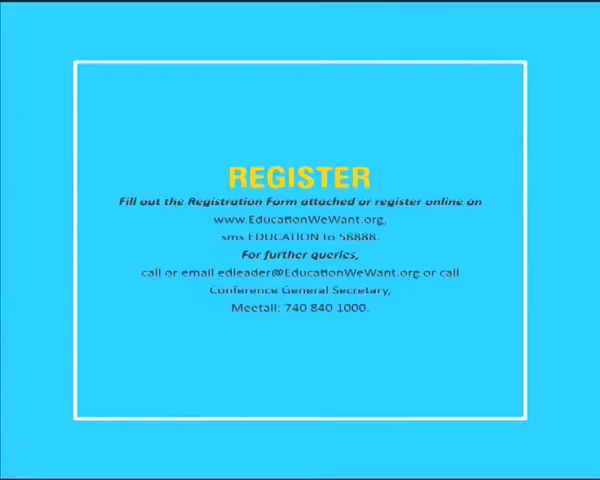 REGISTER
Fill out the Registration Form attached or register online on
www.EducationWeWant.org,
sms EDUCATION to 58888.
For further queries,
call or email edleader@EducationWeWant.org or call
Conference General Secretary,
Meetali: 740 840 1000.